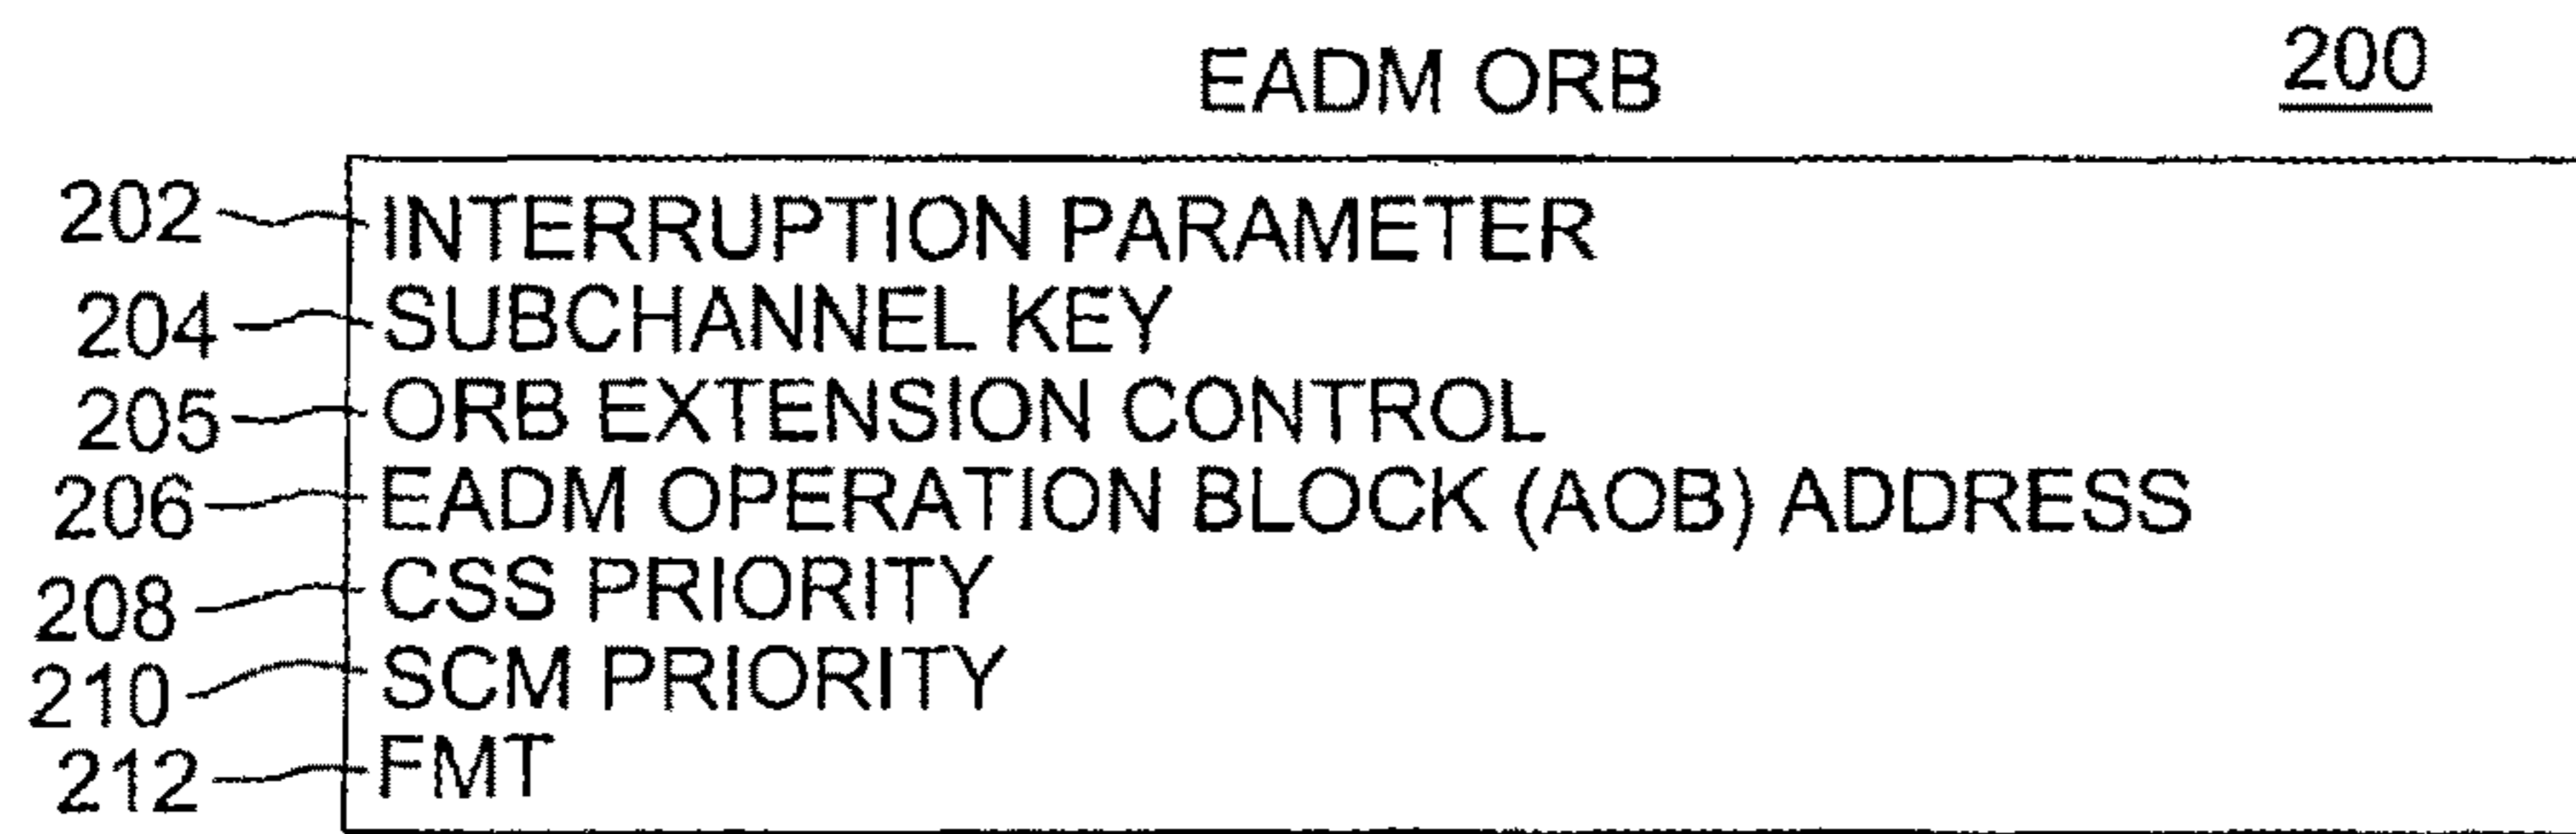 EADM ORB 200
202 INTERRUPTION PARAMETER
204 SUBCHANNEL KEY
205 ORB EXTENSION CONTROL
206 EADM OPERATION BLOCK (AOB) ADDRESS
208 CSS PRIORITY
210 SCM PRIORITY
212 FMT